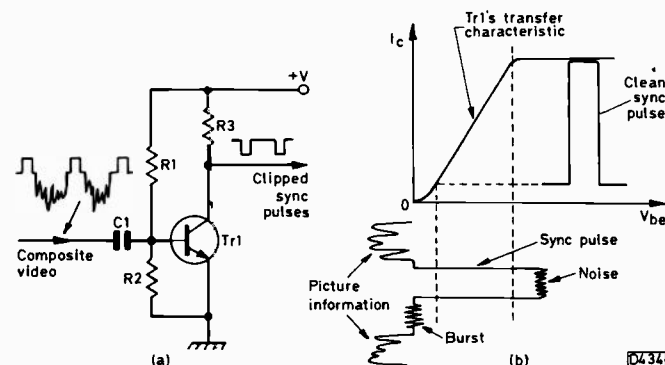 +V
R3
R1
Clipped
sync
pulses
C1
Tr1
Composite
video
R2
(a)
Ic
Tr1's transfer
characteristic
Clean
sync
pulse
0
Vbe
Sync pulse
Picture
information
Noise
Burst
(b)